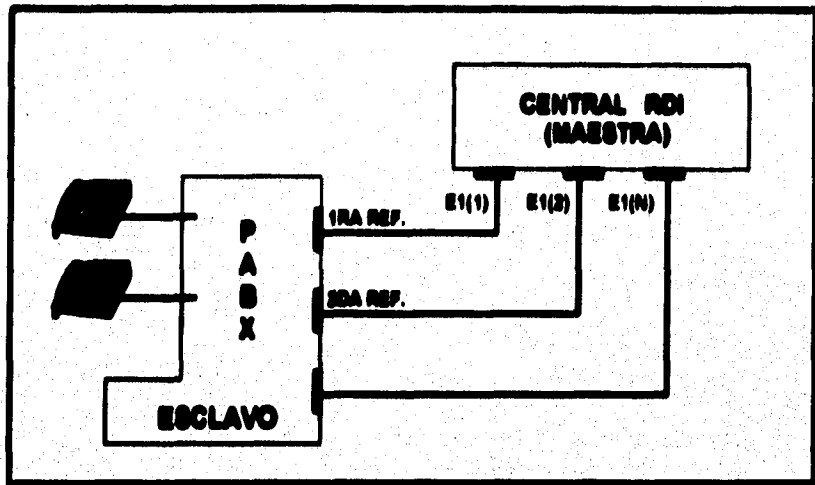 CENTRAL RDI
(MAESTRA)
E1(1)
E1(2)
E1(N)
1RA REF.
2DA REF.
P
A
B
X
ESCLAVO